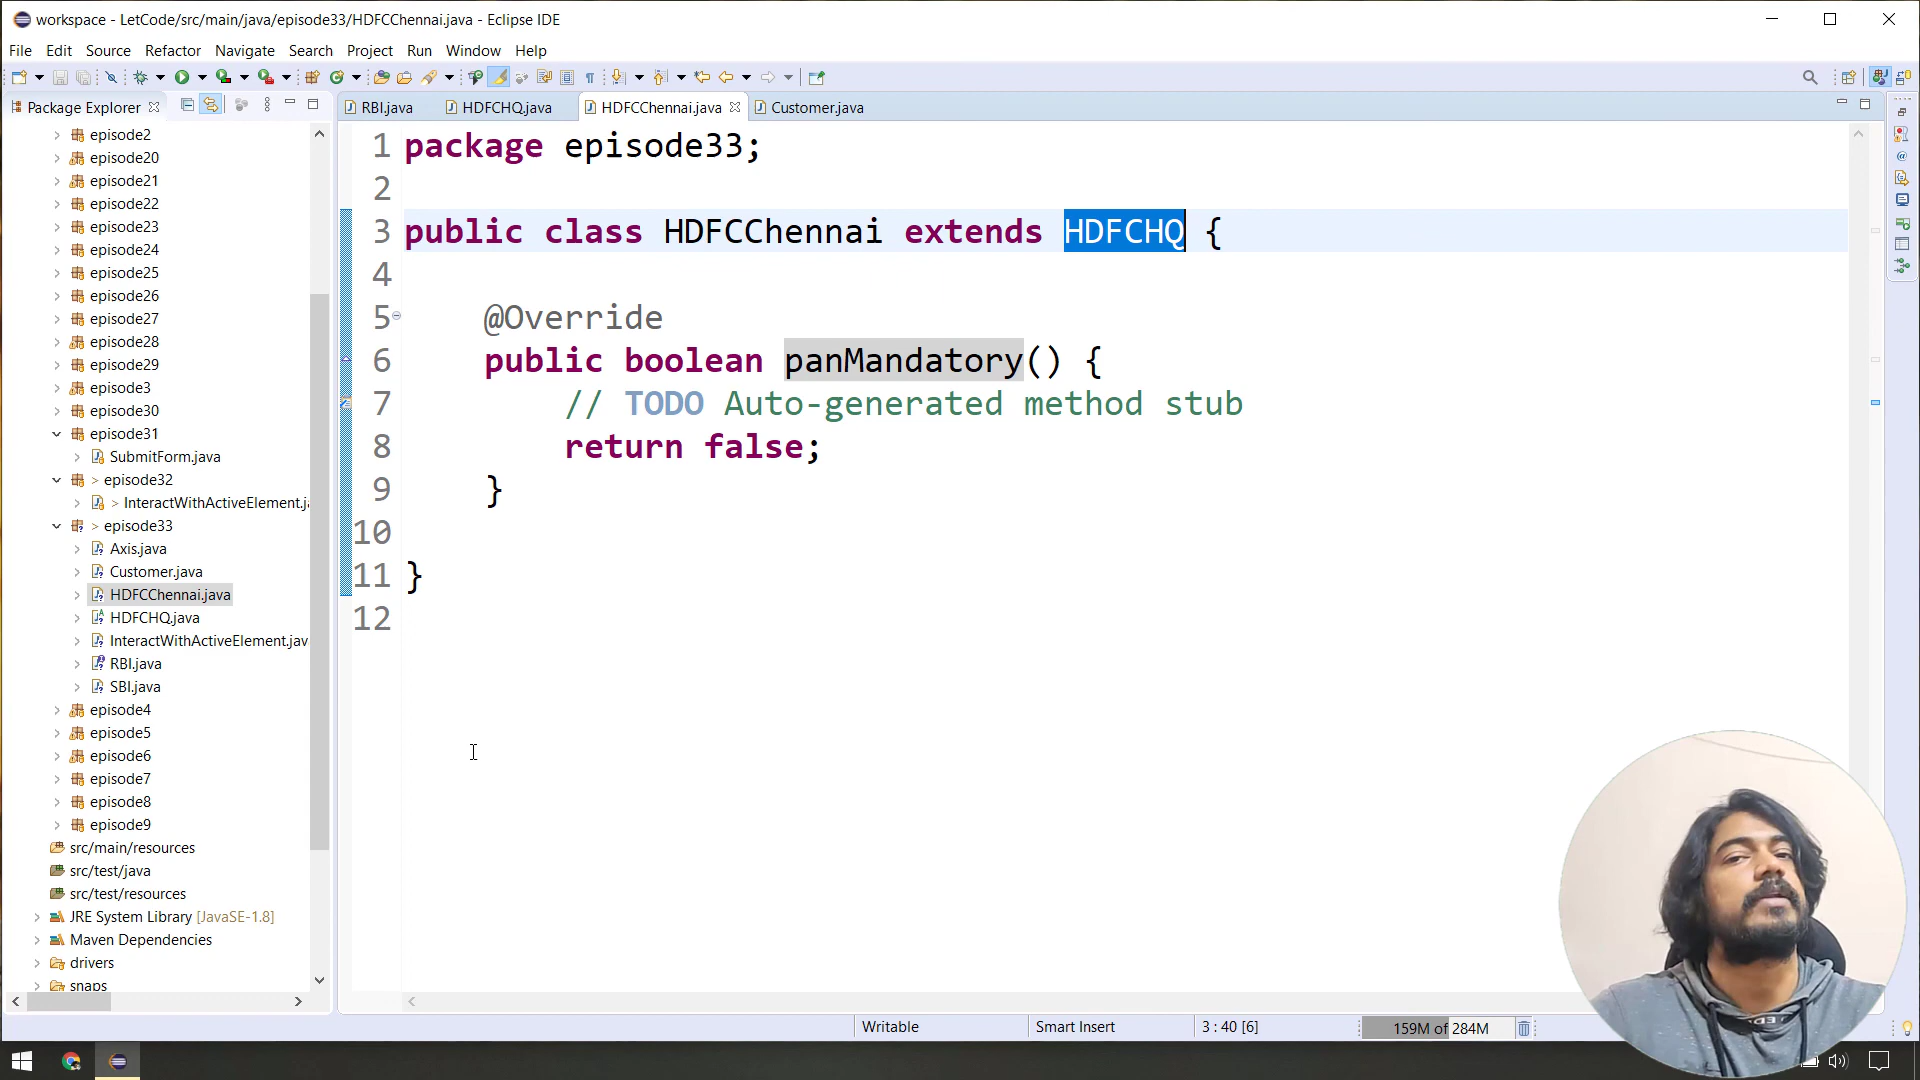 workspace - LetCode/src/main/java/episode33/HDFCChennai.java - Eclipse IDE
File Edit Source Refactor Navigate Search Project Run Window Help
Package Explorer
RBI.java HDFCHQ.java HDFCChennai.java Customer.java
episode2
episode20
episode21
episode22
episode23
episode24
episode25
episode26
episode27
episode28
episode29
episode3
episode30
episode31
SubmitForm.java
> episode32
> InteractWithActiveElement.j
> episode33
Axis.java
Customer.java
HDFCChennai.java
HDFCHQ.java
InteractWithActiveElement.jav
RBI.java
SBI.java
episode4
episode5
episode6
episode7
episode8
episode9
src/main/resources
src/test/java
src/test/resources
JRE System Library [JavaSE-1.8]
Maven Dependencies
drivers
snaps
1 package episode33;
2
3 public class HDFCChennai extends HDFCHQ {
4
5 @Override
6 public boolean panMandatory() {
7 // TODO Auto-generated method stub
8 return false;
9 }
10
11 }
12
Writable Smart Insert 3 : 40 [6] 159M of 284M